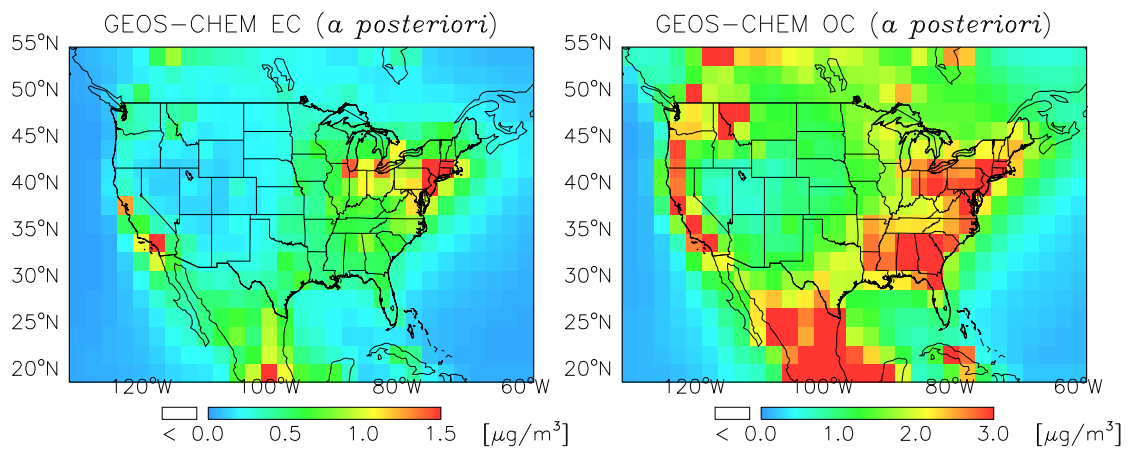 GEOS-CHEM EC (a posteriori)
55°N
50°N
45°N
40°N
35°N
30°N
25°N
20°N
120°W 100°W 80°W 60°W
< 0.0 0.5 1.0 1.5 [μg/m³]
GEOS-CHEM OC (a posteriori)
55°N
50°N
45°N
40°N
35°N
30°N
25°N
20°N
120°W 100°W 80°W 60°W
< 0.0 1.0 2.0 3.0 [μg/m³]